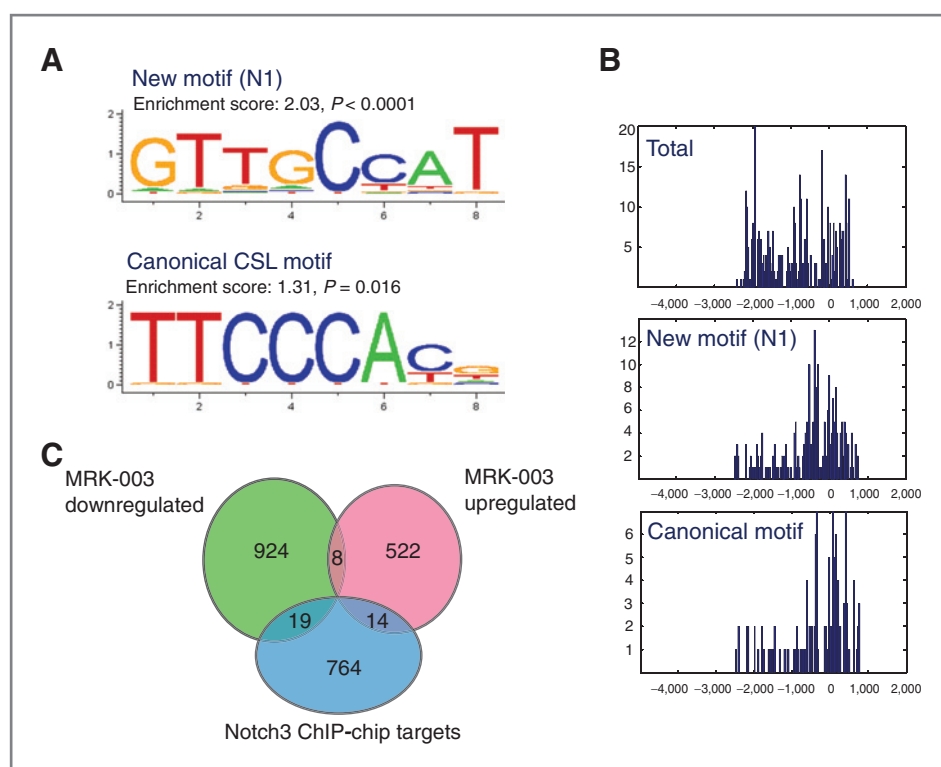 A
New motif (N1)
Enrichment score: 2.03, P < 0.0001
2
1
0
GTTGCCAT
2 4 6 8
Canonical CSL motif
Enrichment score: 1.31, P = 0.016
2
1
0
TTCCCACG
2 4 6 8
B
Total
20
15
10
5
−4,000 −3,000 −2,000 −1,000 0 1,000 2,000
New motif (N1)
12
10
8
6
4
2
−4,000 −3,000 −2,000 −1,000 0 1,000 2,000
Canonical motif
6
5
4
3
2
1
−4,000 −3,000 −2,000 −1,000 0 1,000 2,000
C
MRK-003
downregulated
MRK-003
upregulated
924
8
522
19
14
764
Notch3 ChIP-chip targets